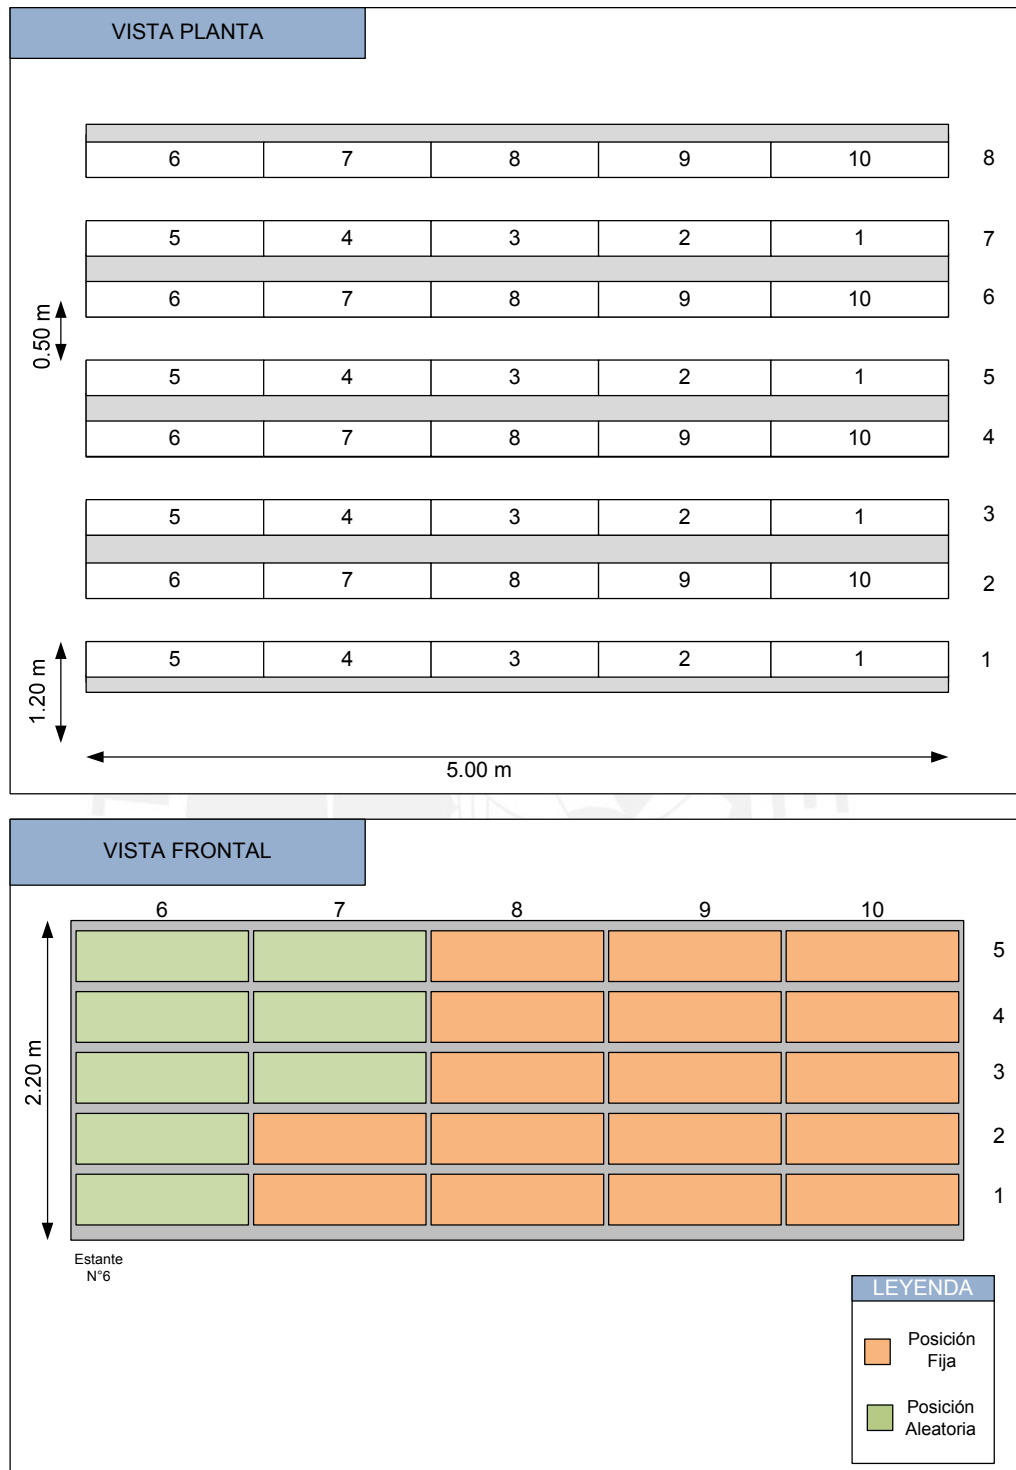 VISTA PLANTA
6 7 8 9 10 8
5 4 3 2 1 7
6 7 8 9 10 6
0.50 m
5 4 3 2 1 5
6 7 8 9 10 4
5 4 3 2 1 3
6 7 8 9 10 2
5 4 3 2 1 1
1.20 m
5.00 m
VISTA FRONTAL
6 7 8 9 10
5
4
3
2
1
2.20 m
Estante
N°6
LEYENDA
Posición
Fija
Posición
Aleatoria